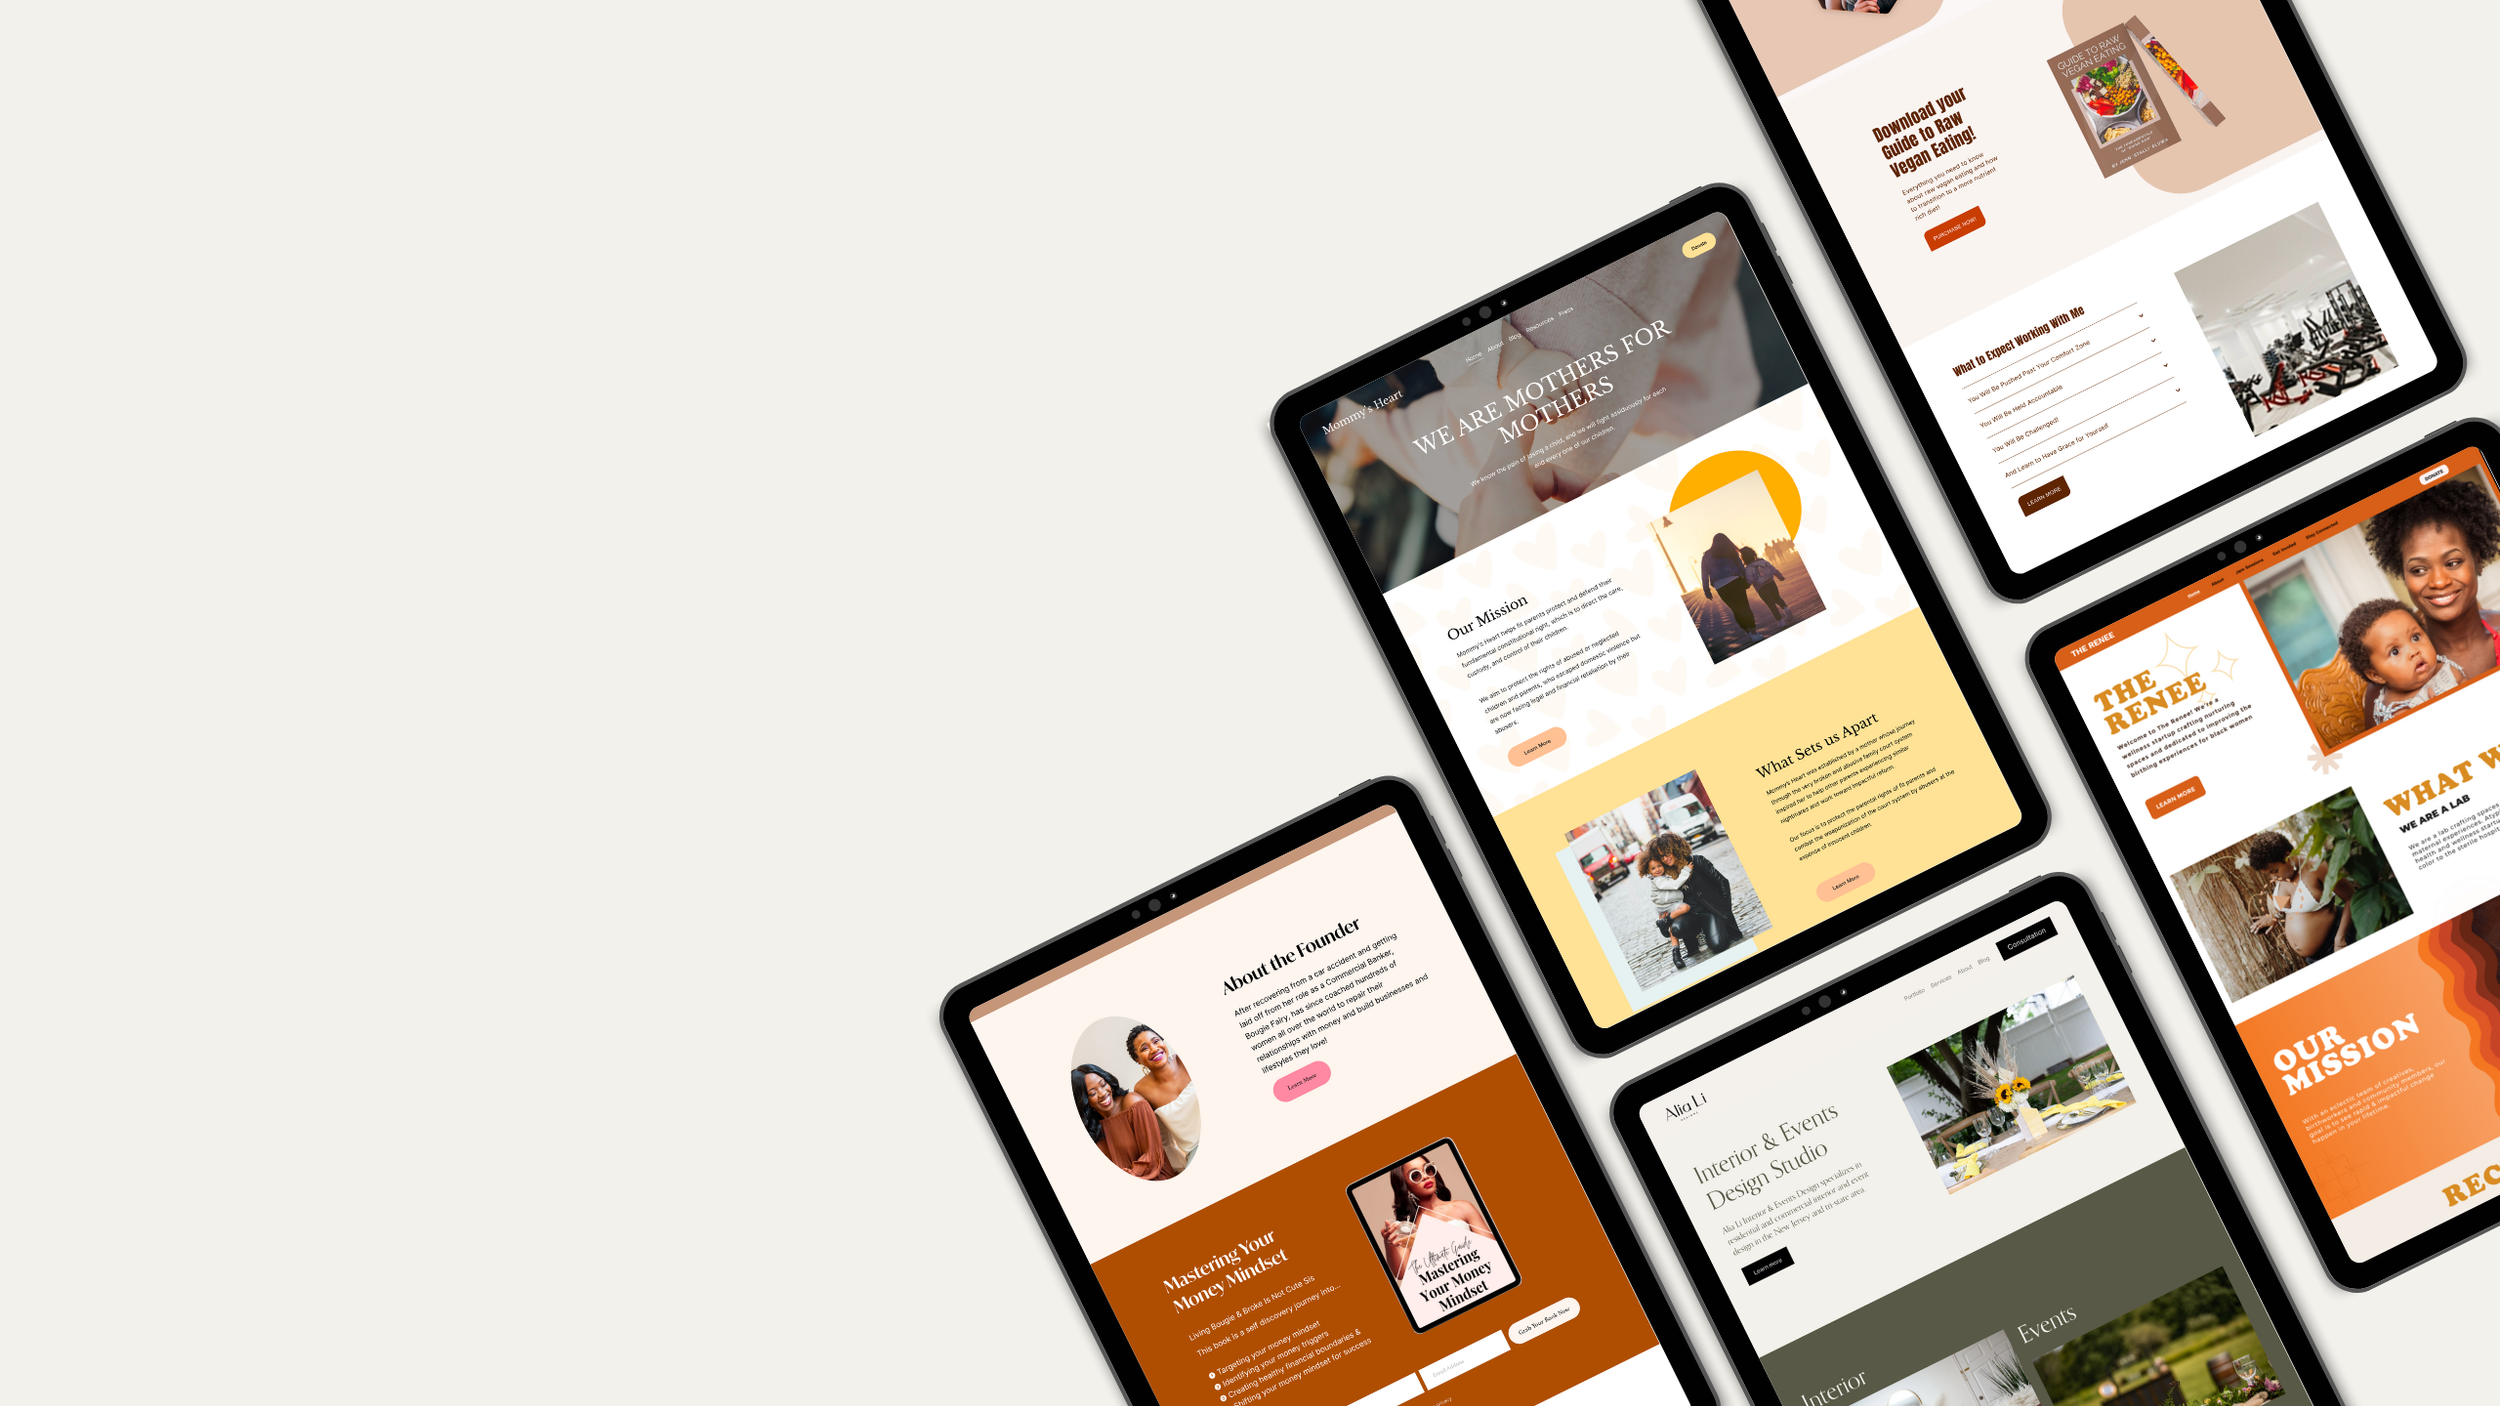 GUIDE TO RAW
VEGAN EATING
Download your
Guide to Raw
Vegan Eating!
Everything you need to know
about raw vegan eating and how
to transition to a more nutrient
rich diet!
PURCHASE NOW!
What to Expect Working With Me
You Will Be Pushed Past Your Comfort Zone
You Will Be Held Accountable
You Will Be Challenged!
And Learn to Have Grace for Yourself
LEARN MORE
Mommy's Heart
Home About Blog Resources Press
Donate
WE ARE MOTHERS FOR
MOTHERS
We know the pain of losing a child, and we will fight assiduously for each
and every one of our children.
Our Mission
Mommy's Heart helps fit parents protect and defend their
fundamental constitutional right, which is to direct the care,
custody, and control of their children.
We aim to protect the rights of abused or neglected
children and parents, who escaped domestic violence but
are now facing legal and financial retaliation by their
abusers.
Learn More
What Sets us Apart
Mommy's Heart was established by a mother whose journey
through the very broken and abusive family court system
inspired her to help other parents experiencing similar
nightmares and work toward impactful reform.
Our focus is to protect the parental rights of fit parents and
combat the weaponization of the court system by abusers at the
expense of innocent children.
Learn More
THE RENEE
Home About Jam Sessions Get Involved Stay Connected
DONATE
THE
RENEE
Welcome to The Renee! We're a
wellness startup crafting nurturing
spaces and dedicated to improving the
birthing experiences for black women
LEARN MORE
WHAT W
WE ARE A LAB
We are a lab crafting spaces
maternal experiences. Atyp
health and wellness startu
color to the sterile hospit
OUR
MISSION
With an eclectic team of creatives,
birthworkers and community members, our
goal is to see rapid & impactful change
happen in your lifetime.
REC
About the Founder
After recovering from a car accident and getting
laid off from her role as a Commercial Banker,
Bougie Fairy, has since coached hundreds of
women all over the world to repair their
relationships with money and build businesses and
lifestyles they love!
Learn More
Mastering Your
Money Mindset
Living Bougie & Broke Is Not Cute Sis
This book is a self discovery journey into...
Targeting your money mindset
Identifying your money triggers
Creating healthy financial boundaries &
Shifting your money mindset for success
The Ultimate Guide
Mastering
Your Money
Mindset
Email Address
Grab Your Book Now
Alia Li
Portfolio Services About Blog
Consultation
Interior & Events
Design Studio
Alia Li Interior & Events Design specializes in
residential and commercial interior and event
design in the New Jersey and tri-state area.
Learn more
Interior
Events